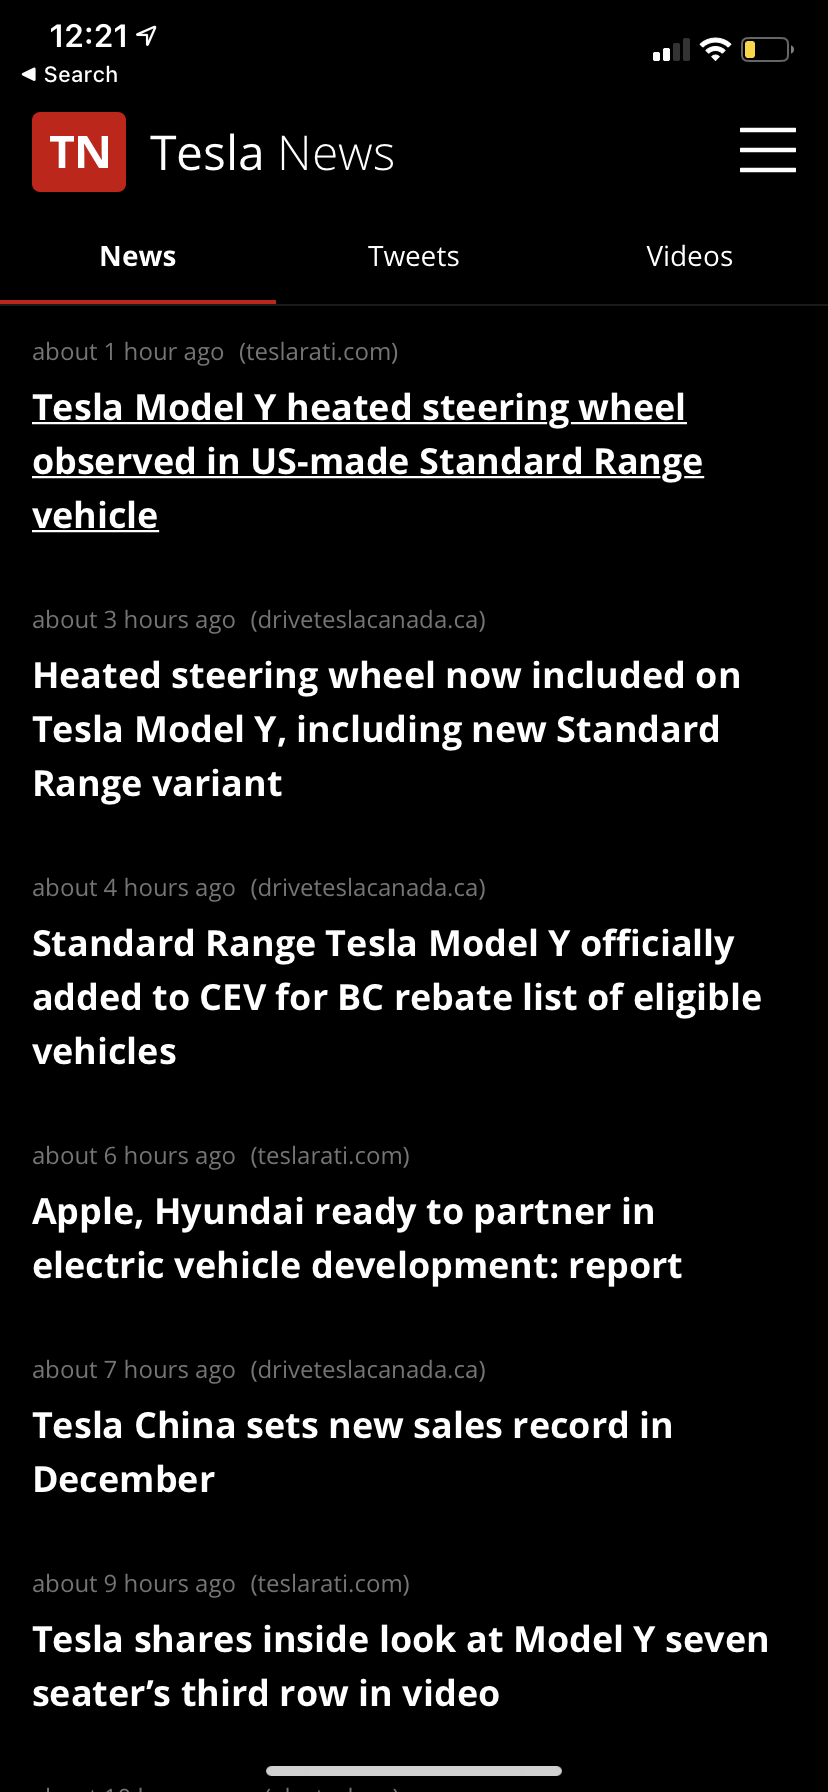 12:21
◀ Search
TN Tesla News
News Tweets Videos
about 1 hour ago (teslarati.com)
Tesla Model Y heated steering wheel
observed in US-made Standard Range
vehicle
about 3 hours ago (driveteslacanada.ca)
Heated steering wheel now included on
Tesla Model Y, including new Standard
Range variant
about 4 hours ago (driveteslacanada.ca)
Standard Range Tesla Model Y officially
added to CEV for BC rebate list of eligible
vehicles
about 6 hours ago (teslarati.com)
Apple, Hyundai ready to partner in
electric vehicle development: report
about 7 hours ago (driveteslacanada.ca)
Tesla China sets new sales record in
December
about 9 hours ago (teslarati.com)
Tesla shares inside look at Model Y seven
seater’s third row in video